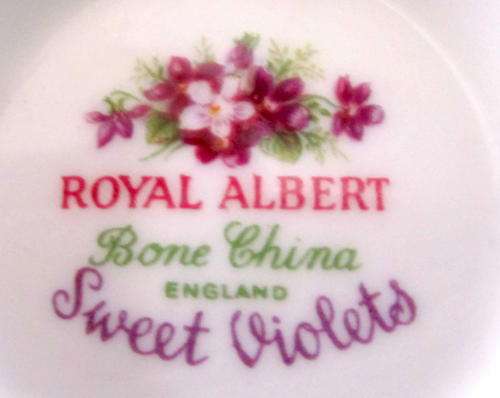 ROYAL ALBERT
Bone China
ENGLAND
Sweet Violets